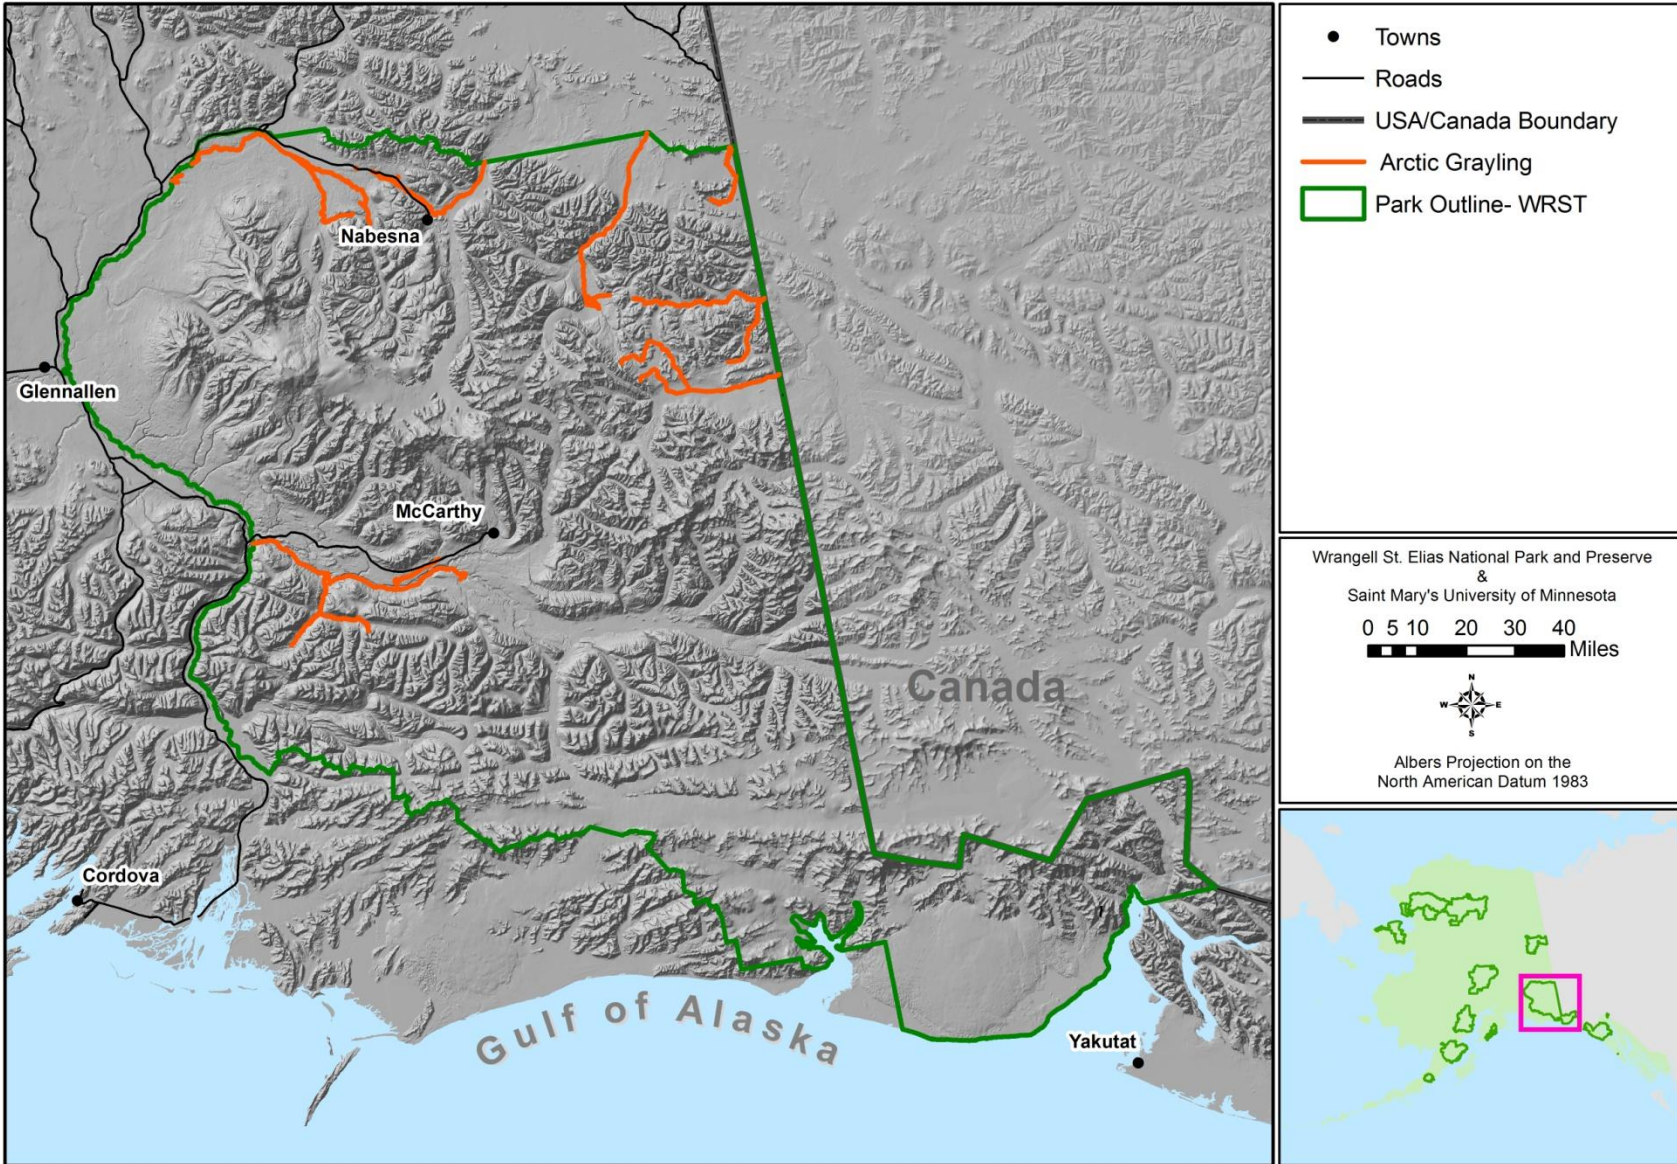 Nabesna
Glennallen
McCarthy
Canada
Cordova
Gulf of Alaska
Yakutat
Towns
Roads
USA/Canada Boundary
Arctic Grayling
Park Outline- WRST
Wrangell St. Elias National Park and Preserve
&
Saint Mary's University of Minnesota
0 5 10 20 30 40
Miles
N
W E
S
Albers Projection on the
North American Datum 1983